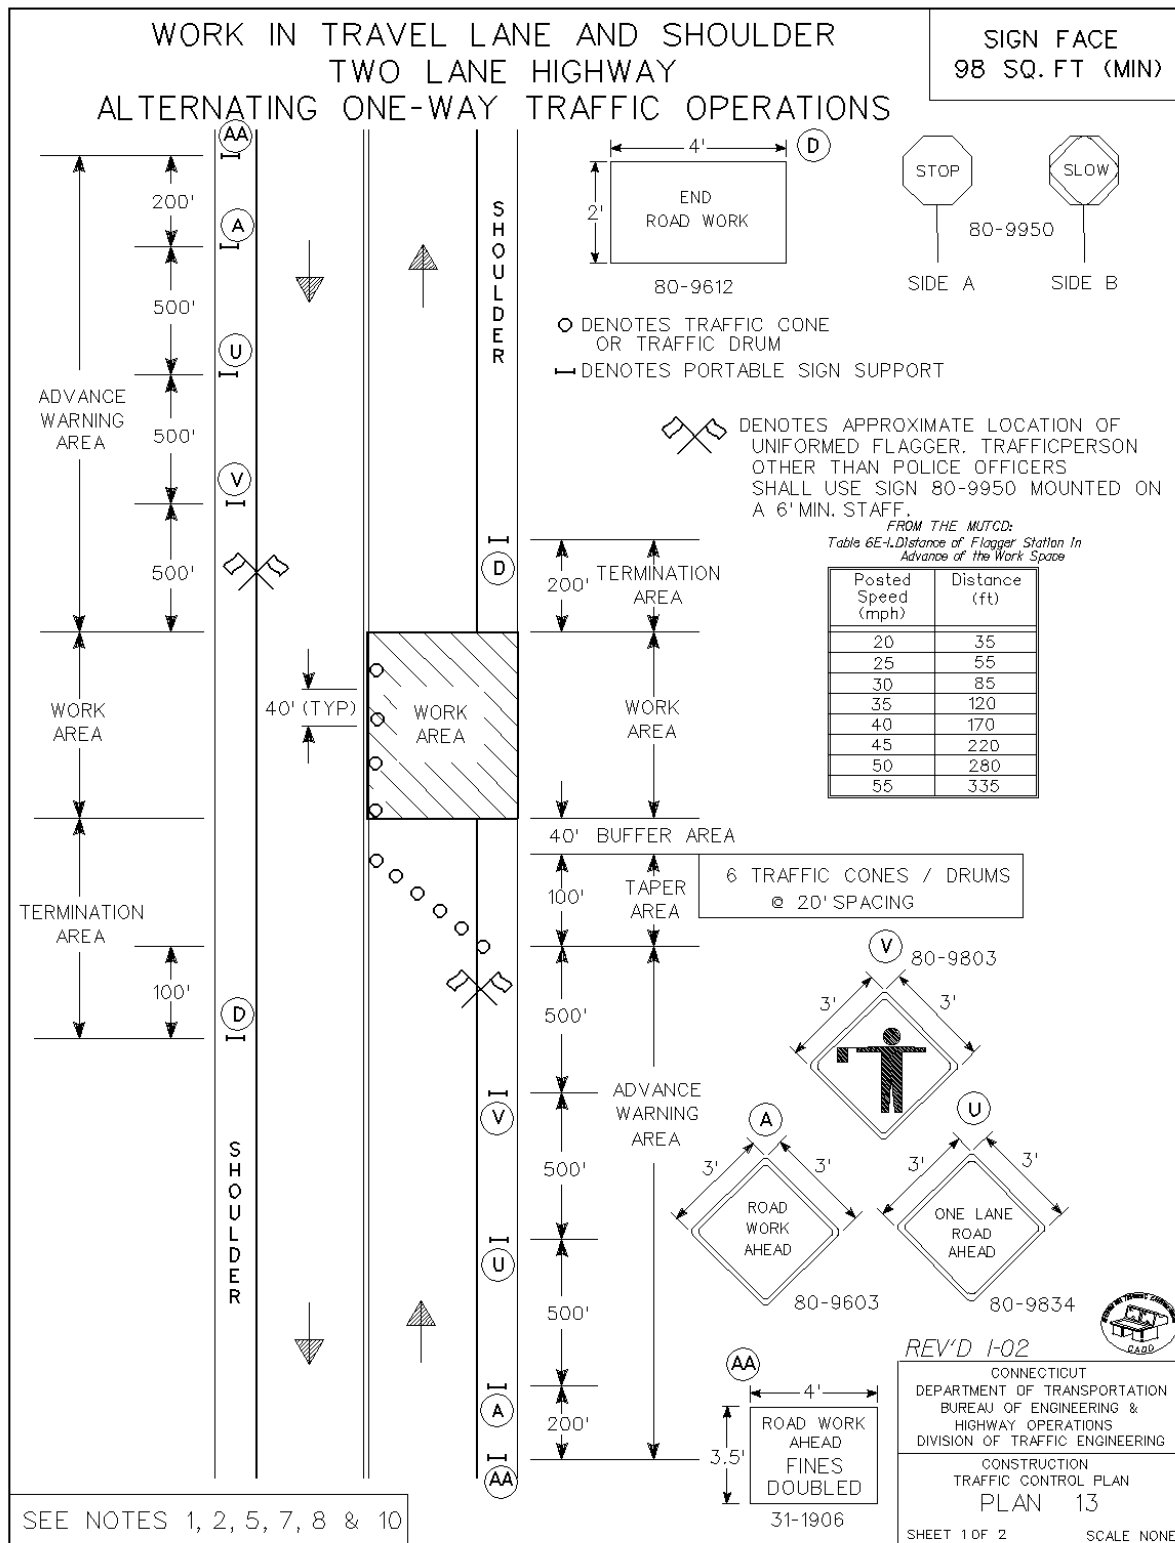 WORK IN TRAVEL LANE AND SHOULDER
TWO LANE HIGHWAY
ALTERNATING ONE-WAY TRAFFIC OPERATIONS
SIGN FACE
98 SQ. FT (MIN)
AA
200'
A
500'
U
500'
V
500'
ADVANCE
WARNING
AREA
WORK
AREA
TERMINATION
AREA
100'
D
SHOULDER
40' (TYP)
WORK
AREA
SHOULDER
D
200'
TERMINATION
AREA
WORK
AREA
40' BUFFER AREA
100'
TAPER
AREA
500'
V
500'
U
500'
A
200'
AA
ADVANCE
WARNING
AREA
4'
D
2'
END
ROAD WORK
80-9612
STOP
SLOW
80-9950
SIDE A
SIDE B
DENOTES TRAFFIC CONE
OR TRAFFIC DRUM
DENOTES PORTABLE SIGN SUPPORT
DENOTES APPROXIMATE LOCATION OF
UNIFORMED FLAGGER. TRAFFICPERSON
OTHER THAN POLICE OFFICERS
SHALL USE SIGN 80-9950 MOUNTED ON
A 6' MIN. STAFF.
FROM THE MUTCD:
Table 6E-1. Distance of Flagger Station in
Advance of the Work Space
Posted Speed (mph) Distance (ft)
20 35
25 55
30 85
35 120
40 170
45 220
50 280
55 335
6 TRAFFIC CONES / DRUMS
@ 20' SPACING
V
80-9803
3' 3'
A
3' 3'
ROAD
WORK
AHEAD
80-9603
U
3' 3'
ONE LANE
ROAD
AHEAD
80-9834
AA
4'
3.5'
ROAD WORK
AHEAD
FINES
DOUBLED
31-1906
CADD
REV'D 1-02
CONNECTICUT
DEPARTMENT OF TRANSPORTATION
BUREAU OF ENGINEERING &
HIGHWAY OPERATIONS
DIVISION OF TRAFFIC ENGINEERING
CONSTRUCTION
TRAFFIC CONTROL PLAN
PLAN 13
SHEET 1 OF 2 SCALE NONE
SEE NOTES 1, 2, 5, 7, 8 & 10